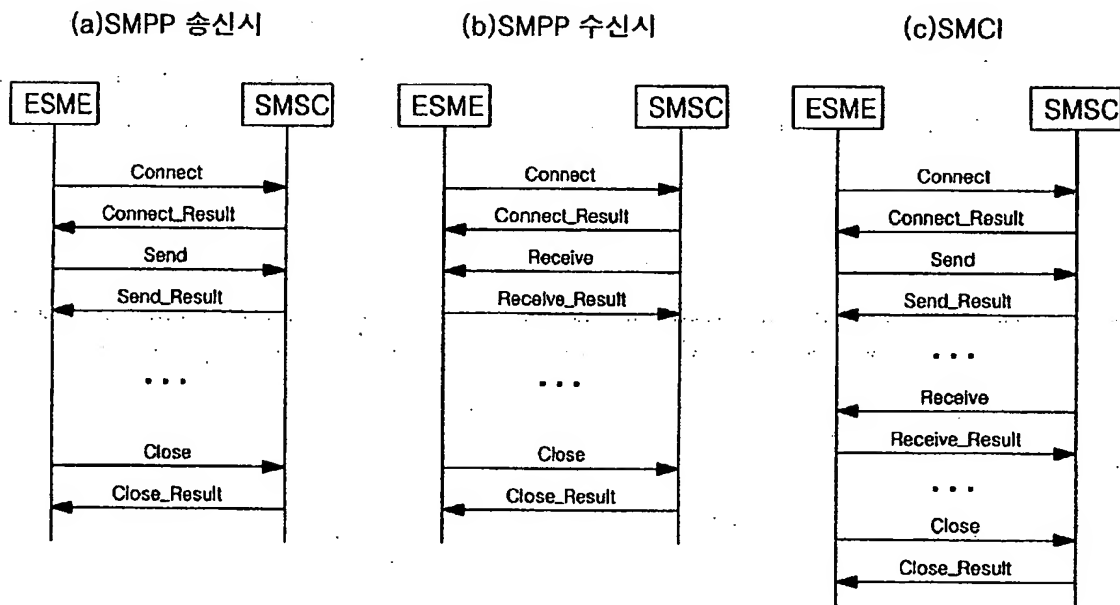 (a)SMPP 송신시
ESME SMSC
Connect
Connect_Result
Send
Send_Result
...
Close
Close_Result
(b)SMPP 수신시
ESME SMSC
Connect
Connect_Result
Receive
Receive_Result
...
Close
Close_Result
(c)SMCI
ESME SMSC
Connect
Connect_Result
Send
Send_Result
...
Receive
Receive_Result
...
Close
Close_Result